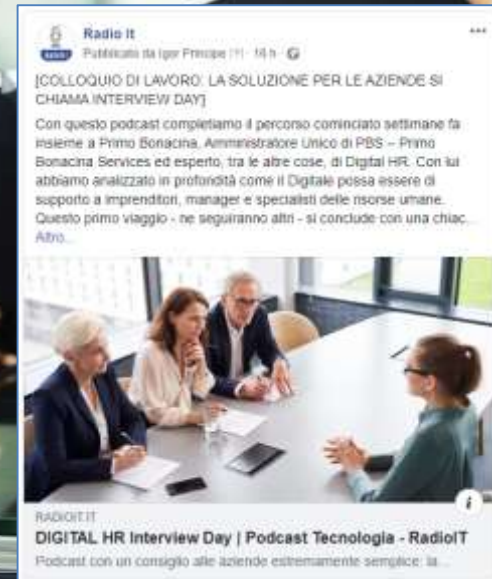 Radio It
Pubblicato da Igor Principe · 16 h ·
[COLLOQUIO DI LAVORO: LA SOLUZIONE PER LE AZIENDE SI
CHIAMA INTERVIEW DAY]
Con questo podcast completiamo il percorso cominciato settimane fa
insieme a Primo Bonacina, Amministratore Unico di PBS – Primo
Bonacina Services ed esperto, tra le altre cose, di Digital HR. Con lui
abbiamo analizzato in profondità come il Digitale possa essere di
supporto a imprenditori, manager e specialisti delle risorse umane.
Questo primo viaggio - ne seguiranno altri - si conclude con una chiac...
Altro...
RADIOIT.IT
DIGITAL HR Interview Day | Podcast Tecnologia - RadioIT
Podcast con un consiglio alle aziende estremamente semplice: la...